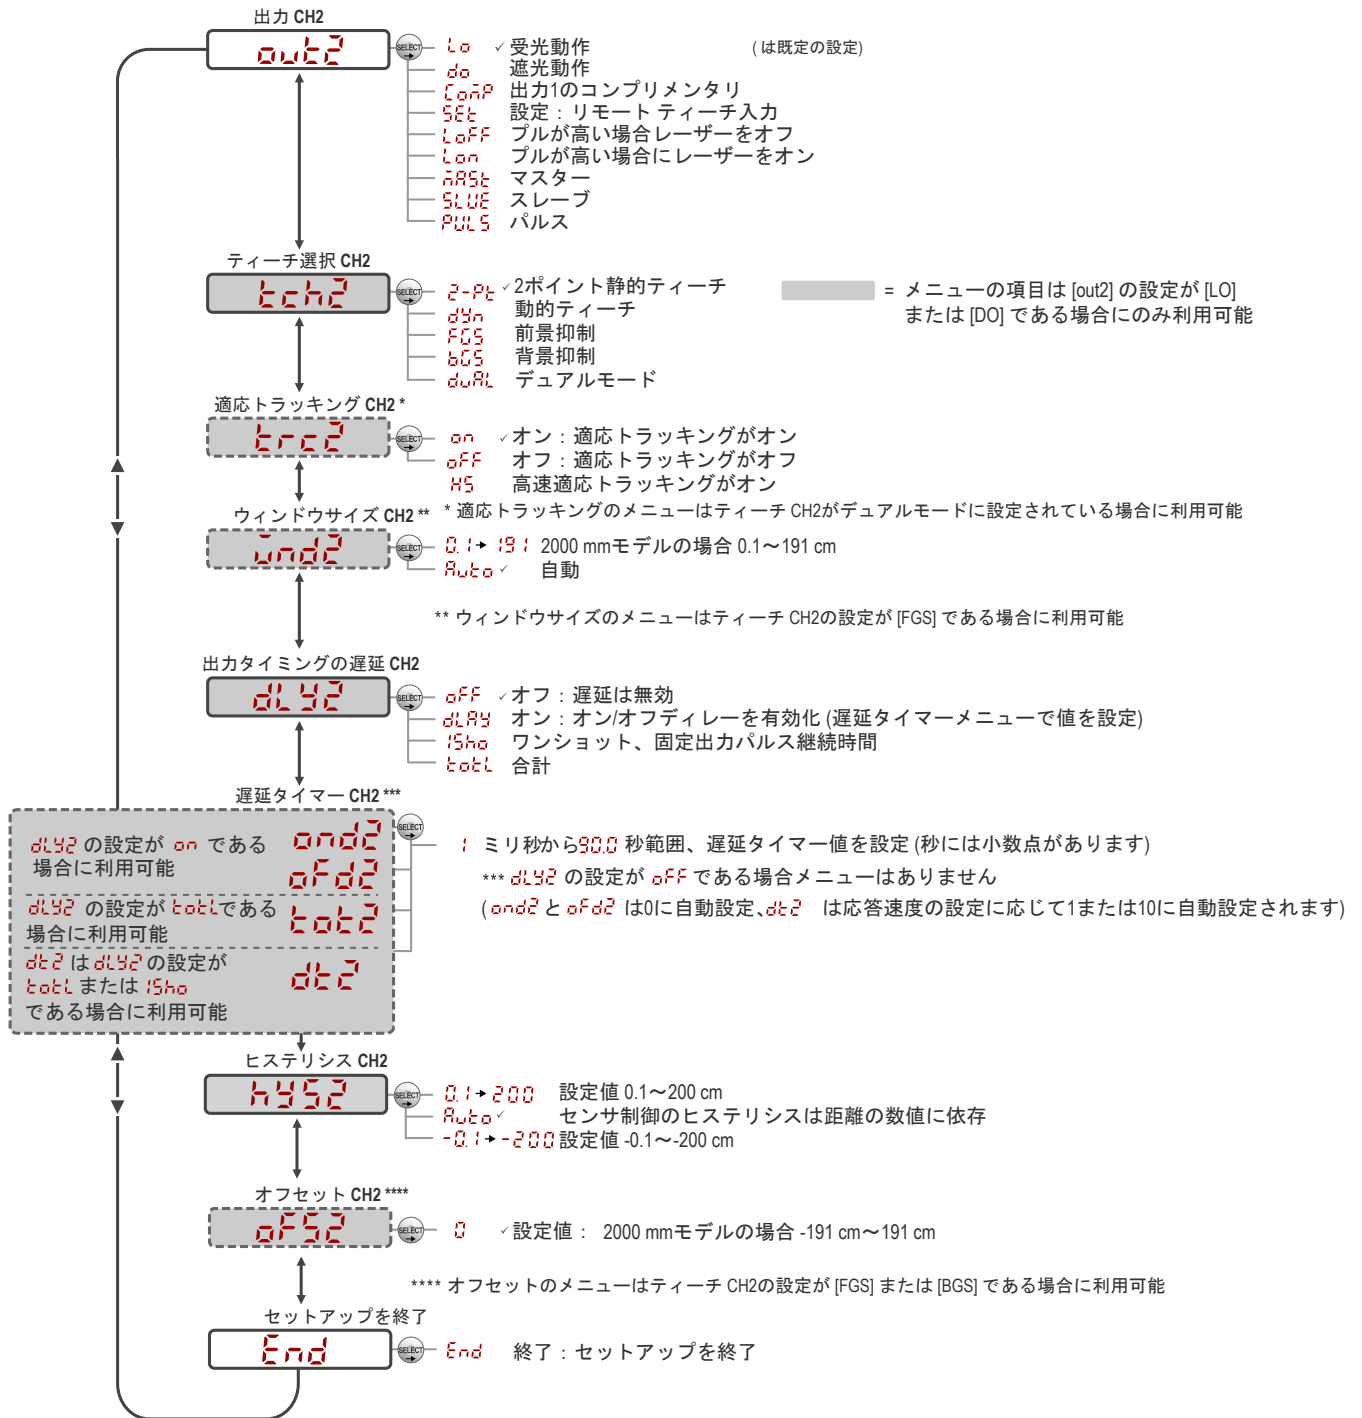 出力 CH2
out2
SELECT
Lo ✓ 受光動作 ( は既定の設定)
do 遮光動作
ComP 出力1のコンプリメンタリ
SEt 設定：リモート ティーチ入力
LoFF プルが高い場合レーザーをオフ
Lon プルが高い場合にレーザーをオン
mASt マスター
SLVE スレーブ
PULS パルス
ティーチ選択 CH2
tch2
SELECT
2-Pt ✓ 2ポイント静的ティーチ
dyn 動的ティーチ
FGS 前景抑制
bGS 背景抑制
duAL デュアルモード
= メニューの項目は [out2] の設定が [LO]
または [DO] である場合にのみ利用可能
適応トラッキング CH2 *
trc2
SELECT
on ✓ オン：適応トラッキングがオン
oFF オフ：適応トラッキングがオフ
HS 高速適応トラッキングがオン
* 適応トラッキングのメニューはティーチ CH2がデュアルモードに設定されている場合に利用可能
ウィンドウサイズ CH2 **
wnd2
SELECT
0.1 → 191 2000 mmモデルの場合 0.1～191 cm
Auto ✓ 自動
** ウィンドウサイズのメニューはティーチ CH2の設定が [FGS] である場合に利用可能
出力タイミングの遅延 CH2
dLY2
SELECT
oFF ✓ オフ：遅延は無効
dLAY オン：オン/オフディレーを有効化 (遅延タイマーメニューで値を設定)
1Sho ワンショット、固定出力パルス継続時間
totL 合計
遅延タイマー CH2 ***
dLY2 の設定が on である
場合に利用可能
ond2
oFd2
dLY2 の設定が totLである
場合に利用可能
tot2
dt2 は dLY2 の設定が
totL または 1Sho
である場合に利用可能
dt2
SELECT
1 ミリ秒から90.0 秒範囲、遅延タイマー値を設定 (秒には小数点があります)
*** dLY2 の設定が oFF である場合メニューはありません
( ond2 と oFd2 は0に自動設定、dt2 は応答速度の設定に応じて1または10に自動設定されます)
ヒステリシス CH2
hYS2
SELECT
0.1 → 200 設定値 0.1～200 cm
Auto ✓ センサ制御のヒステリシスは距離の数値に依存
-0.1 → -200 設定値 -0.1～-200 cm
オフセット CH2 ****
oFS2
SELECT
0 ✓ 設定値： 2000 mmモデルの場合 -191 cm～191 cm
**** オフセットのメニューはティーチ CH2の設定が [FGS] または [BGS] である場合に利用可能
セットアップを終了
End
SELECT
End 終了：セットアップを終了